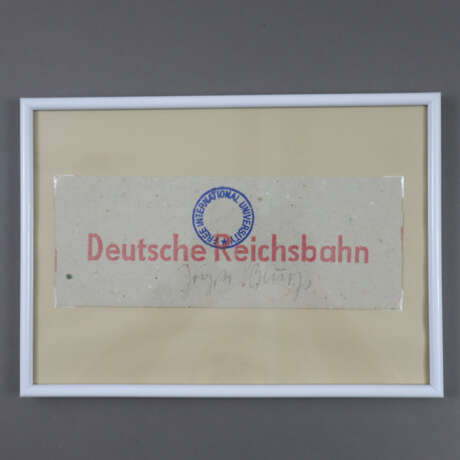 FREE INTERNATIONAL UNIVERSITY
Deutsche Reichsbahn